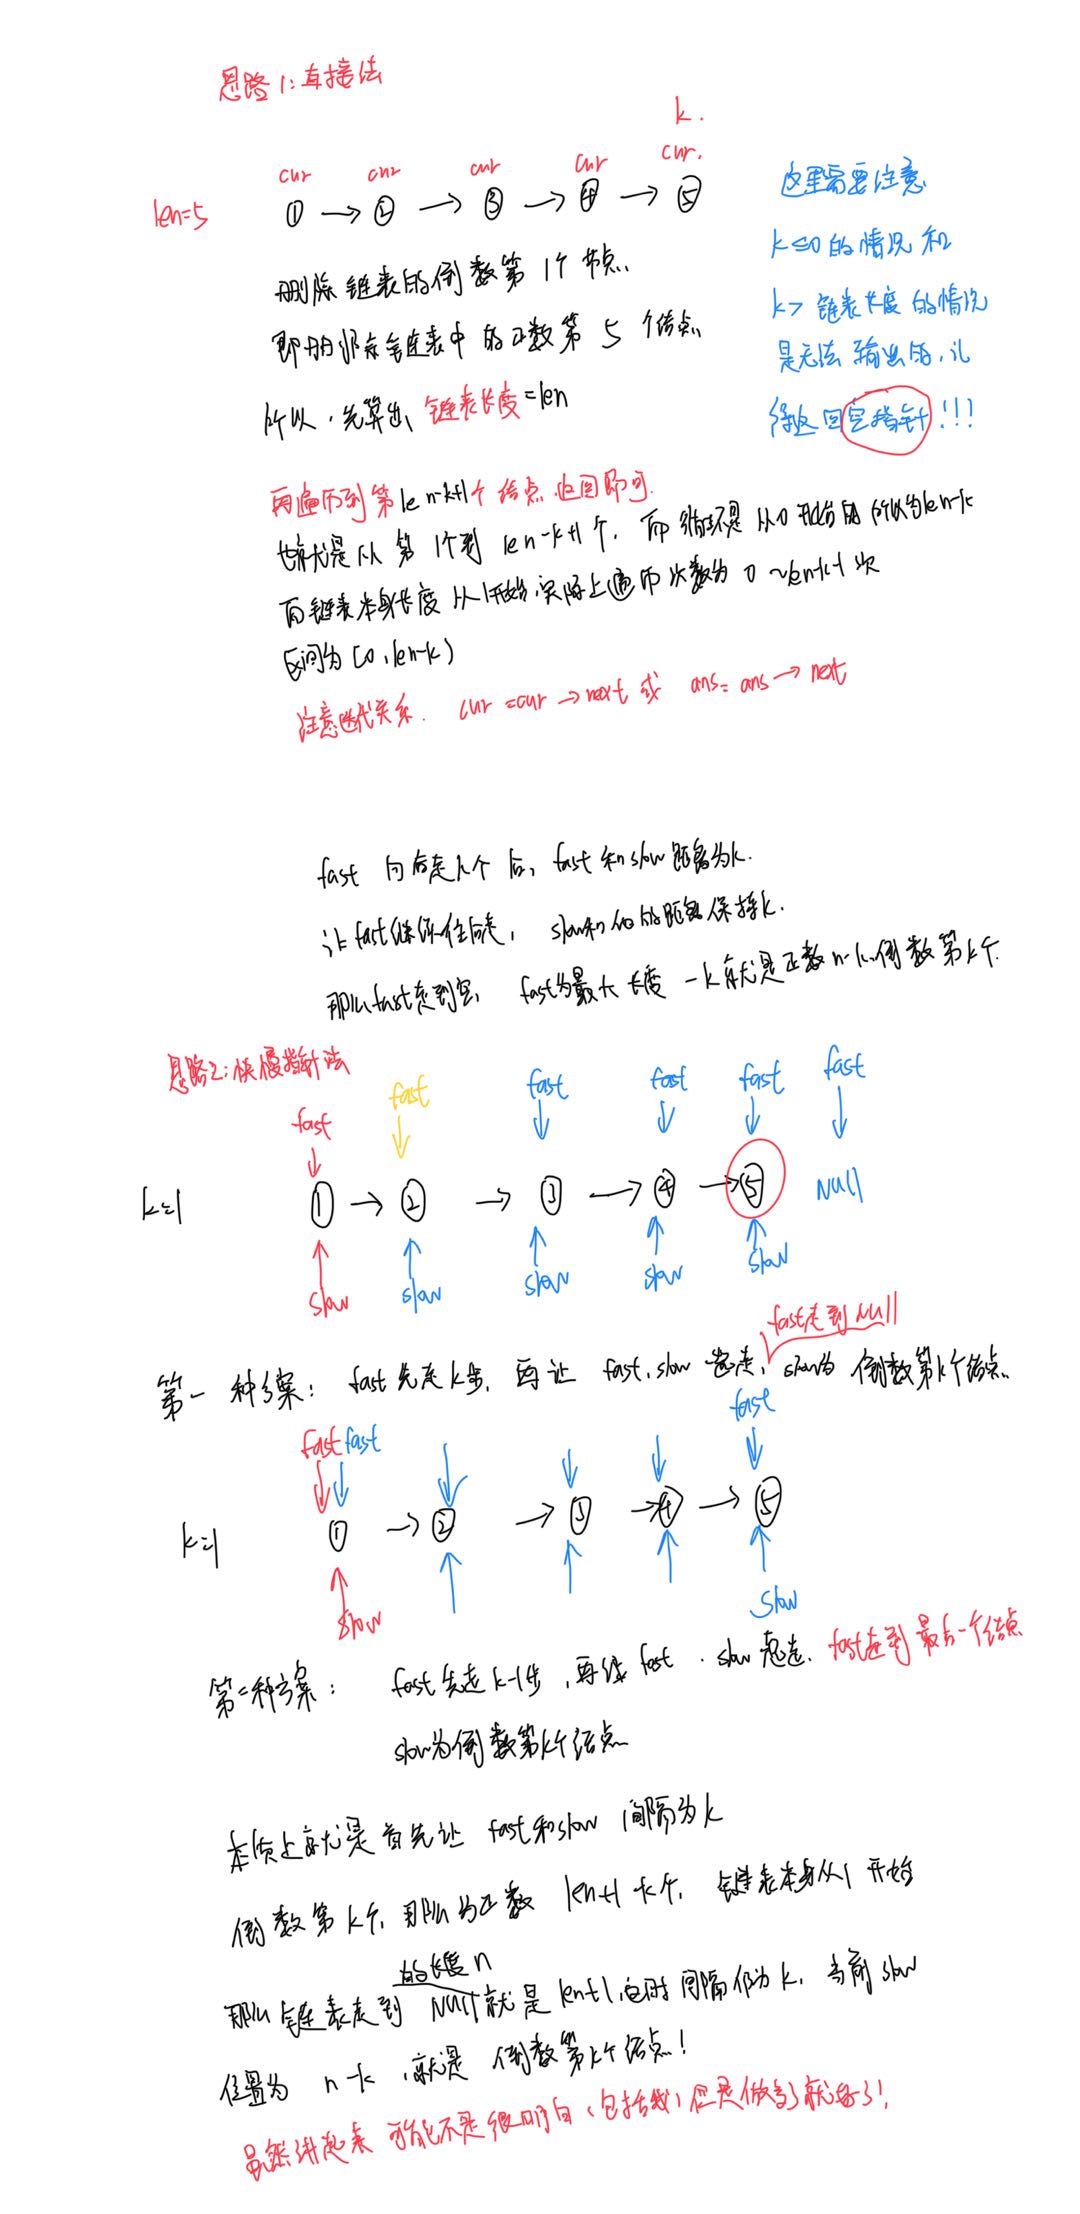 思路1:直接法
k.
cur cur cur cur cur.
len=5 ① → ② → ③ → ④ → ⑤
这里需要注意
k≤0的情况和
k>链表长度的情况
是无法输出的,让
得返回空指针!!!
删除链表的倒数第1个节点.
即删除链表中的正数第5个结点
所以,先算出链表长度=len
再遍历到第len-k+1个结点返回即可.
也就是从第1个到len-k+1个,而循环是从0开始的所以为len-k
而链表本身长度从1开始,实际上遍历次数为0~len-k-1次
区间为[0,len-k)
注意迭代关系. cur=cur→next或 ans=ans→next
fast向后走k个后,fast和slow距离为k.
让fast继续往后走, slow和的距离保持k.
那么fast走到空, fast为最大长度-k就是正数n-k,倒数第k个.
思路2:快慢指针法
fast fast fast fast fast fast
k=1 ① → ② → ③ → ④ → ⑤ NULL
slow slow slow slow slow
fast走到NULL
第一种方案: fast先走k步,再让fast,slow一起走,slow为倒数第k个结点.
fast fast fast
k=1 ① → ② → ③ → ④ → ⑤
slow slow
第二种方案: fast先走k-1步,再让fast.slow一起走.fast走到最后一个结点
slow为倒数第k个结点
本质上就是首先让fast和slow间隔为k
倒数第k个,那么为正数len+1-k个, 链表本身从1开始
的长度n
那么链表走到NULL就是len+1,此时间隔仍为k,当前slow
位置为n-k,就是倒数第k个结点!
虽然讲起来可能不是很明白(包括我)但是做多了就好了!